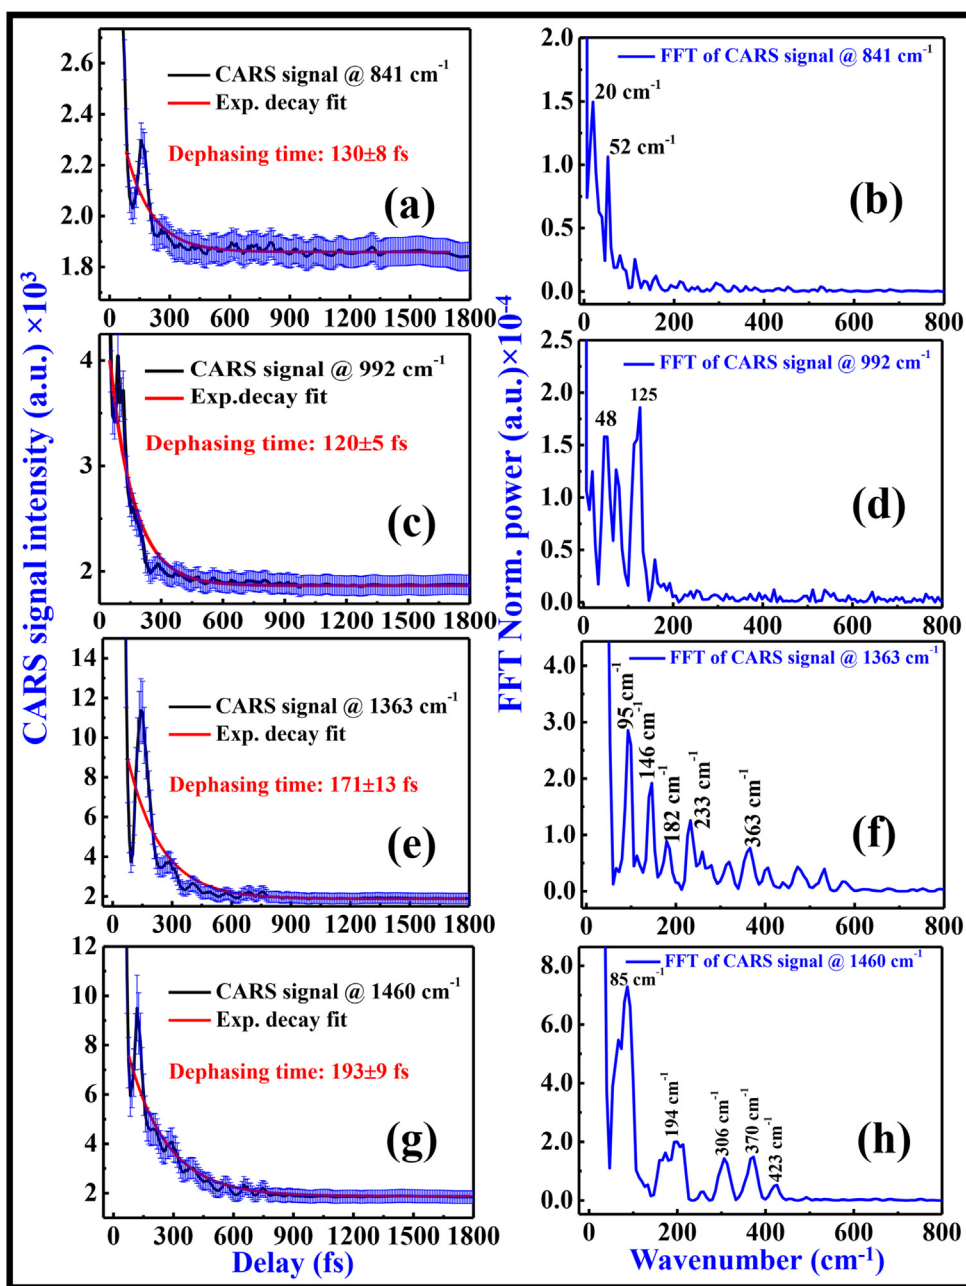 CARS signal intensity (a.u.) ×10³
FFT Norm. power (a.u.)×10⁻⁴
2.6
2.4
2.2
2.0
1.8
CARS signal @ 841 cm⁻¹
Exp. decay fit
Dephasing time: 130±8 fs
(a)
0 300 600 900 1200 1500 1800
2.0
1.5
1.0
0.5
0.0
FFT of CARS signal @ 841 cm⁻¹
20 cm⁻¹
52 cm⁻¹
(b)
0 200 400 600 800
4
3
2
CARS signal @ 992 cm⁻¹
Exp.decay fit
Dephasing time: 120±5 fs
(c)
0 300 600 900 1200 1500 1800
2.5
2.0
1.5
1.0
0.5
0.0
FFT of CARS signal @ 992 cm⁻¹
48
125
(d)
0 200 400 600 800
14
12
10
8
6
4
2
CARS signal @ 1363 cm⁻¹
Exp. decay fit
Dephasing time: 171±13 fs
(e)
0 300 600 900 1200 1500 1800
4.0
3.0
2.0
1.0
0.0
FFT of CARS signal @ 1363 cm⁻¹
95 cm⁻¹
146 cm⁻¹
182 cm⁻¹
233 cm⁻¹
363 cm⁻¹
(f)
0 200 400 600 800
12
10
8
6
4
2
CARS signal @ 1460 cm⁻¹
Exp. decay fit
Dephasing time: 193±9 fs
(g)
0 300 600 900 1200 1500 1800
Delay (fs)
8.0
6.0
4.0
2.0
0.0
FFT of CARS signal @ 1460 cm⁻¹
85 cm⁻¹
194 cm⁻¹
306 cm⁻¹
370 cm⁻¹
423 cm⁻¹
(h)
0 200 400 600 800
Wavenumber (cm⁻¹)